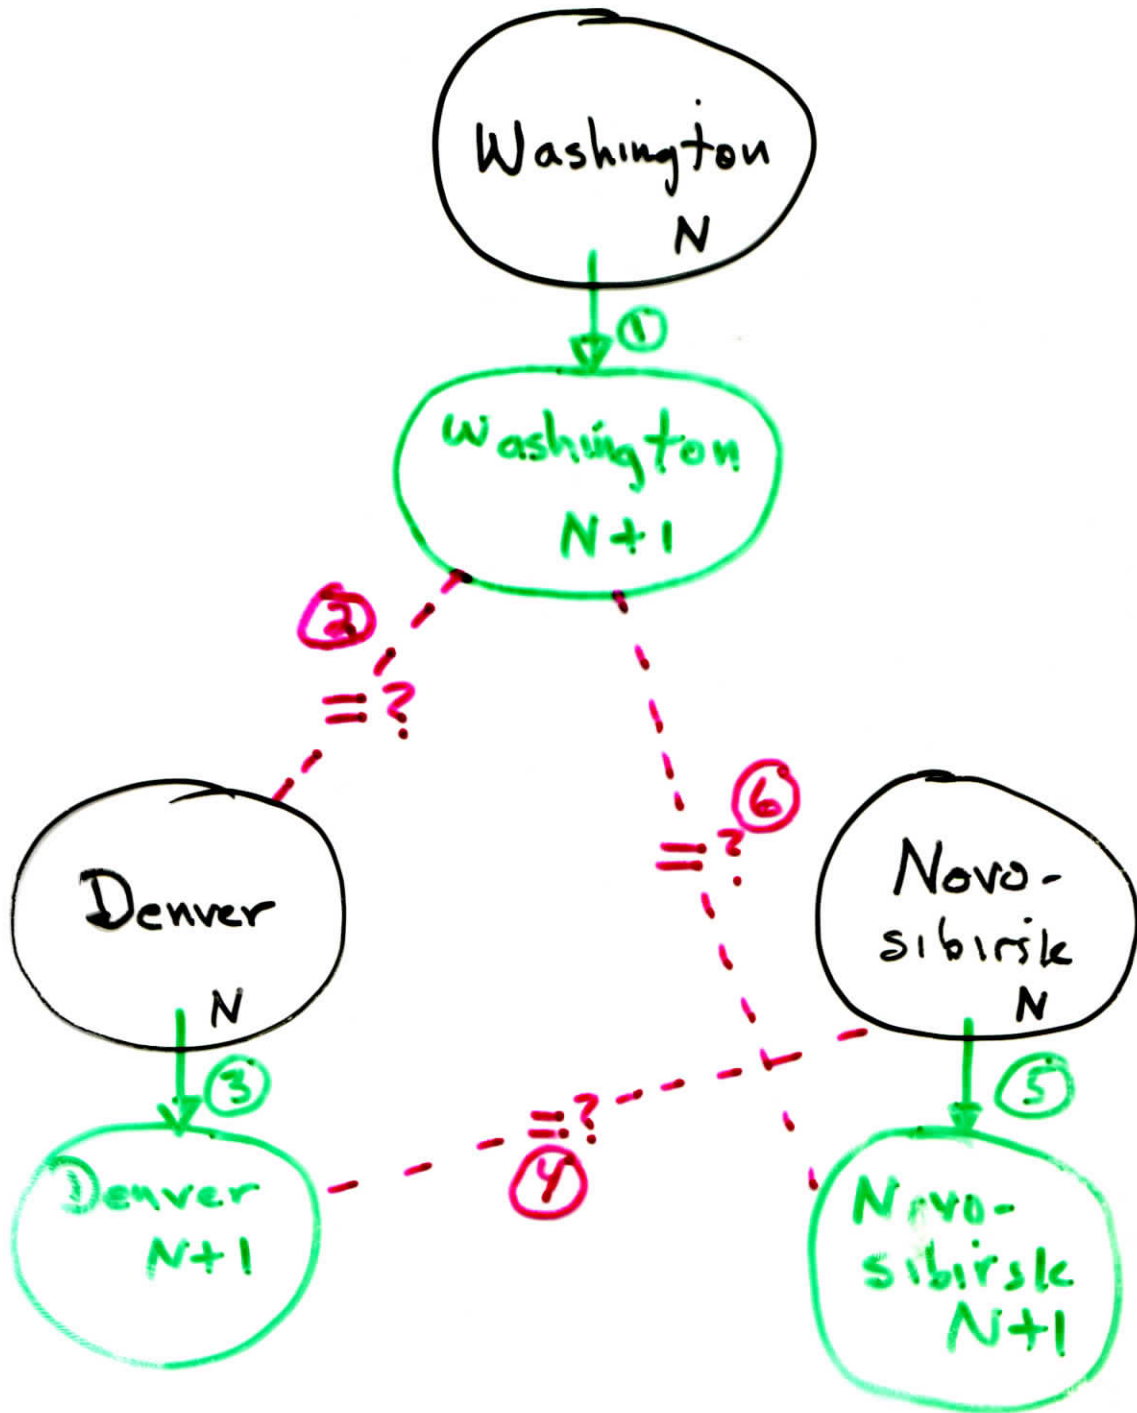 Washington
N
①
Washington
N+1
②
=?
⑥
=?
Denver
N
Novo-
sibirsk
N
③
⑤
=?
④
Denver
N+1
Novo-
sibirsk
N+1